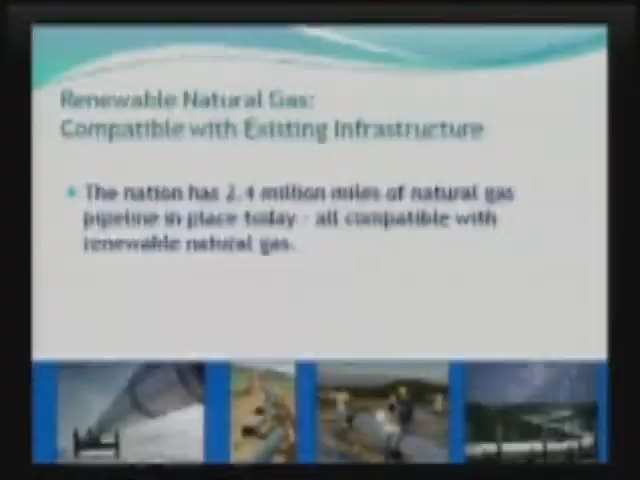 Renewable Natural Gas:
Compatible with Existing Infrastructure
The nation has 2.4 million miles of natural gas
pipeline in place today - all compatible with
renewable natural gas.